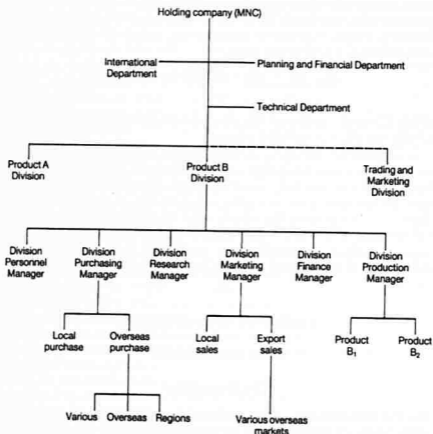 Holding company (MNC)
International
Department
Planning and Financial Department
Technical Department
Product A
Division
Product B
Division
Trading and
Marketing
Division
Division
Personnel
Manager
Division
Purchasing
Manager
Division
Research
Manager
Division
Marketing
Manager
Division
Finance
Manager
Division
Production
Manager
Local
purchase
Overseas
purchase
Local
sales
Export
sales
Product
B₁
Product
B₂
Various
Overseas
Regions
Various overseas
markets